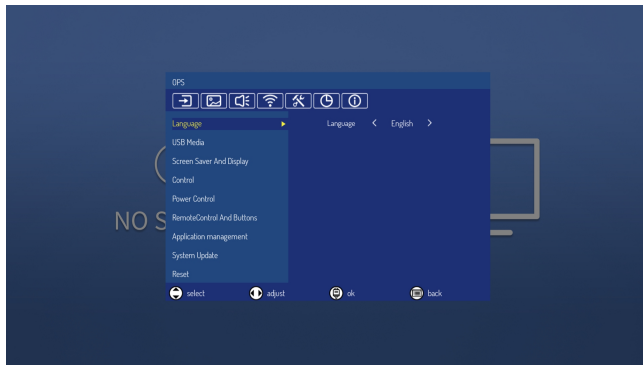 OPS
Language
Language < English >
USB Media
Screen Saver And Display
Control
Power Control
RemoteControl And Buttons
Application management
System Update
Reset
NO S
select adjust ok back